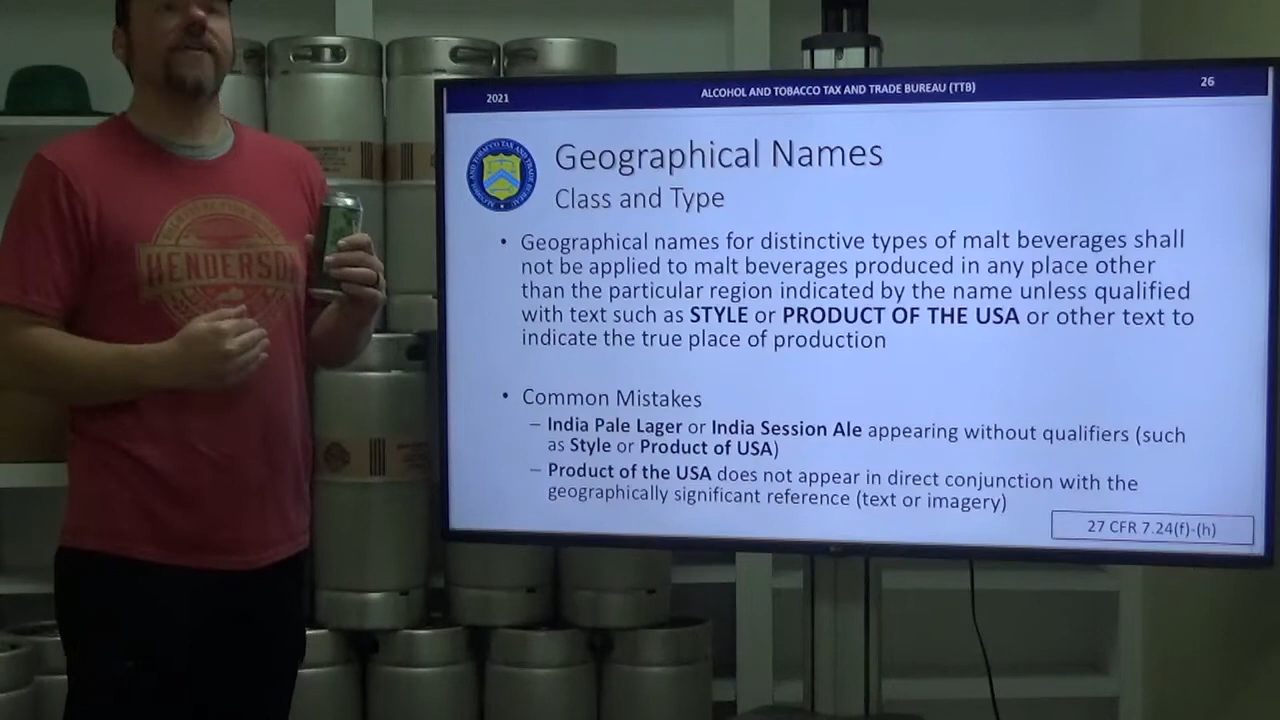 2021
ALCOHOL AND TOBACCO TAX AND TRADE BUREAU (TTB)
26
Geographical Names
Class and Type
• Geographical names for distinctive types of malt beverages shall
not be applied to malt beverages produced in any place other
than the particular region indicated by the name unless qualified
with text such as STYLE or PRODUCT OF THE USA or other text to
indicate the true place of production
• Common Mistakes
– India Pale Lager or India Session Ale appearing without qualifiers (such
as Style or Product of USA)
– Product of the USA does not appear in direct conjunction with the
geographically significant reference (text or imagery)
27 CFR 7.24(f)-(h)
HENDERSON